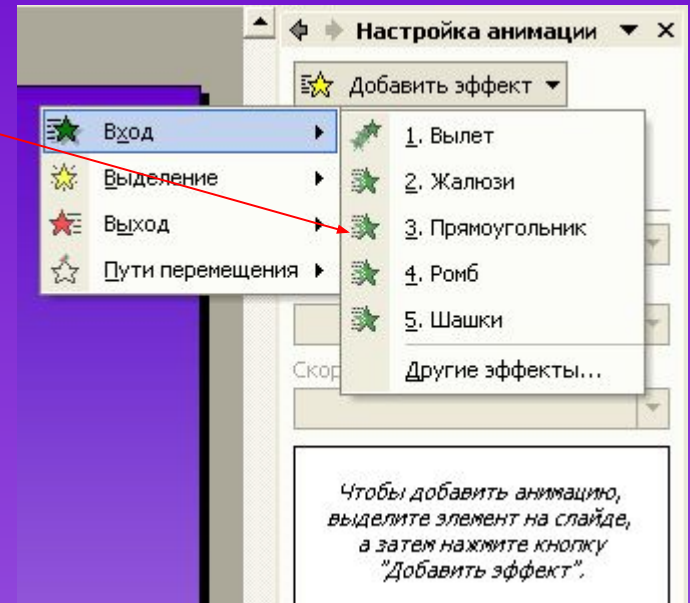 Настройка анимации
Добавить эффект
Вход
Выделение
Выход
Пути перемещения
1. Вылет
2. Жалюзи
3. Прямоугольник
4. Ромб
5. Шашки
Другие эффекты...
Скор
Чтобы добавить анимацию,
выделите элемент на слайде,
а затем нажмите кнопку
"Добавить эффект".